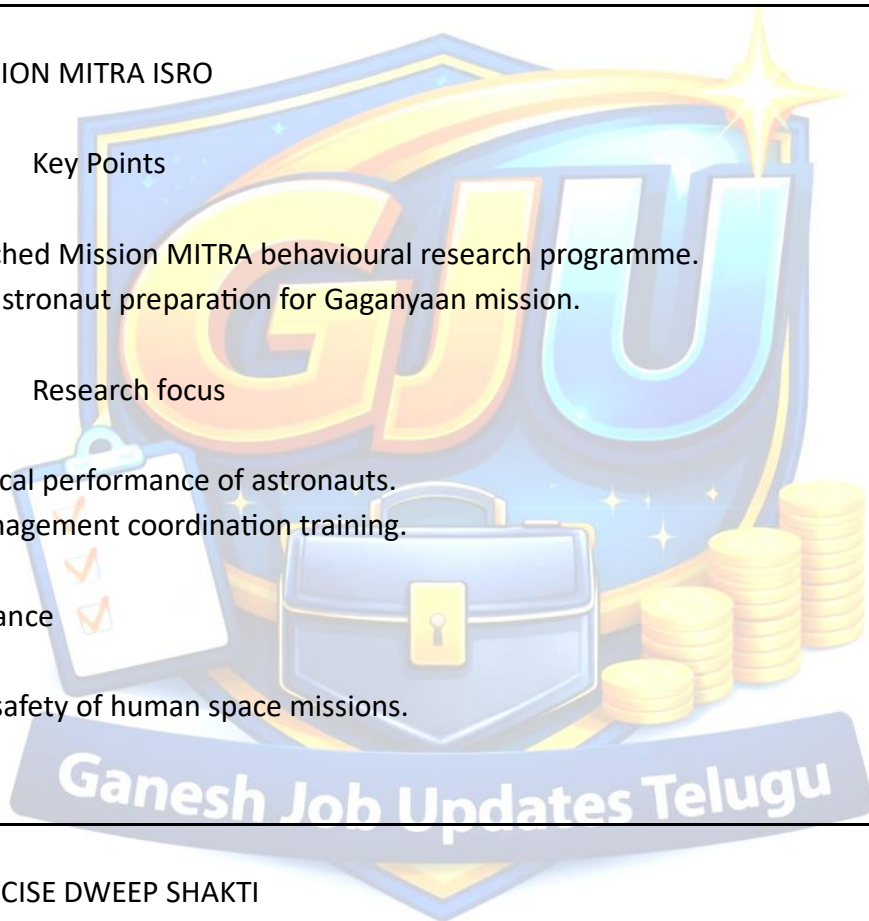 ION MITRA ISRO
Key Points
ched Mission MITRA behavioural research programme.
stronaut preparation for Gaganyaan mission.
Research focus
cal performance of astronauts.
nagement coordination training.
ance
safety of human space missions.
CISE DWEEP SHAKTI
GJU
Ganesh Job Updates Telugu